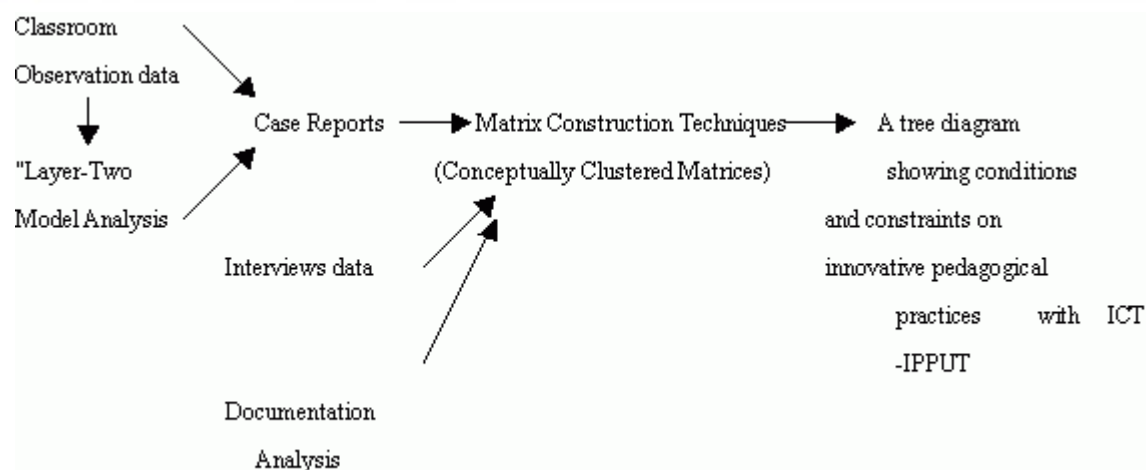 Classroom
Observation data
"Layer-Two
Model Analysis
Case Reports
Interviews data
Documentation
Analysis
Matrix Construction Techniques
(Conceptually Clustered Matrices)
A tree diagram
showing conditions
and constraints on
innovative pedagogical
practices with ICT
-IPPUT